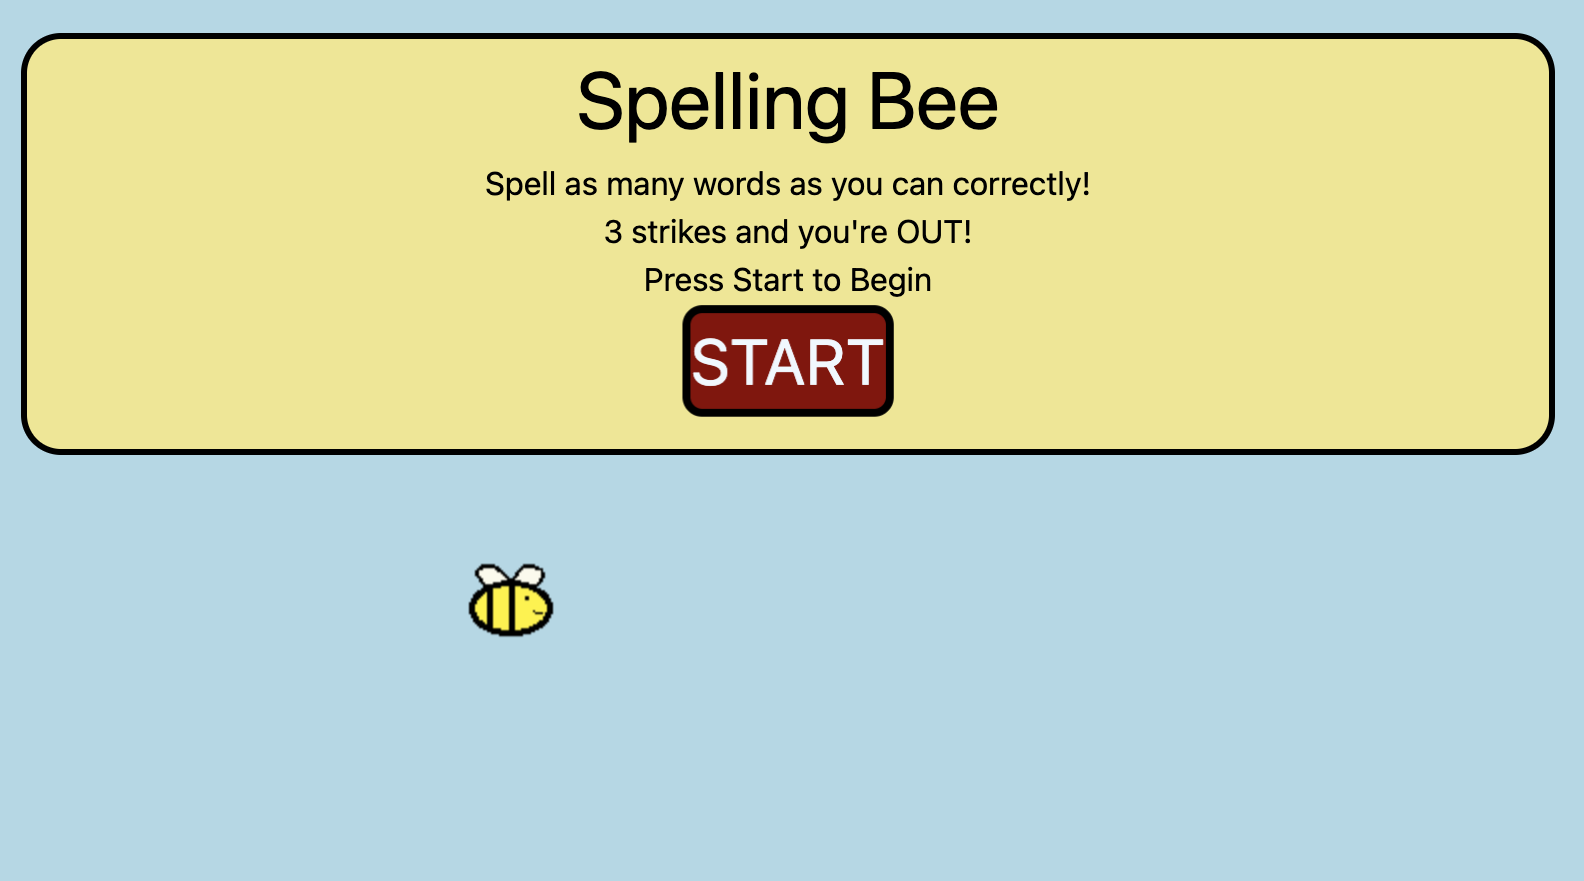 Spelling Bee
Spell as many words as you can correctly!
3 strikes and you're OUT!
Press Start to Begin
START